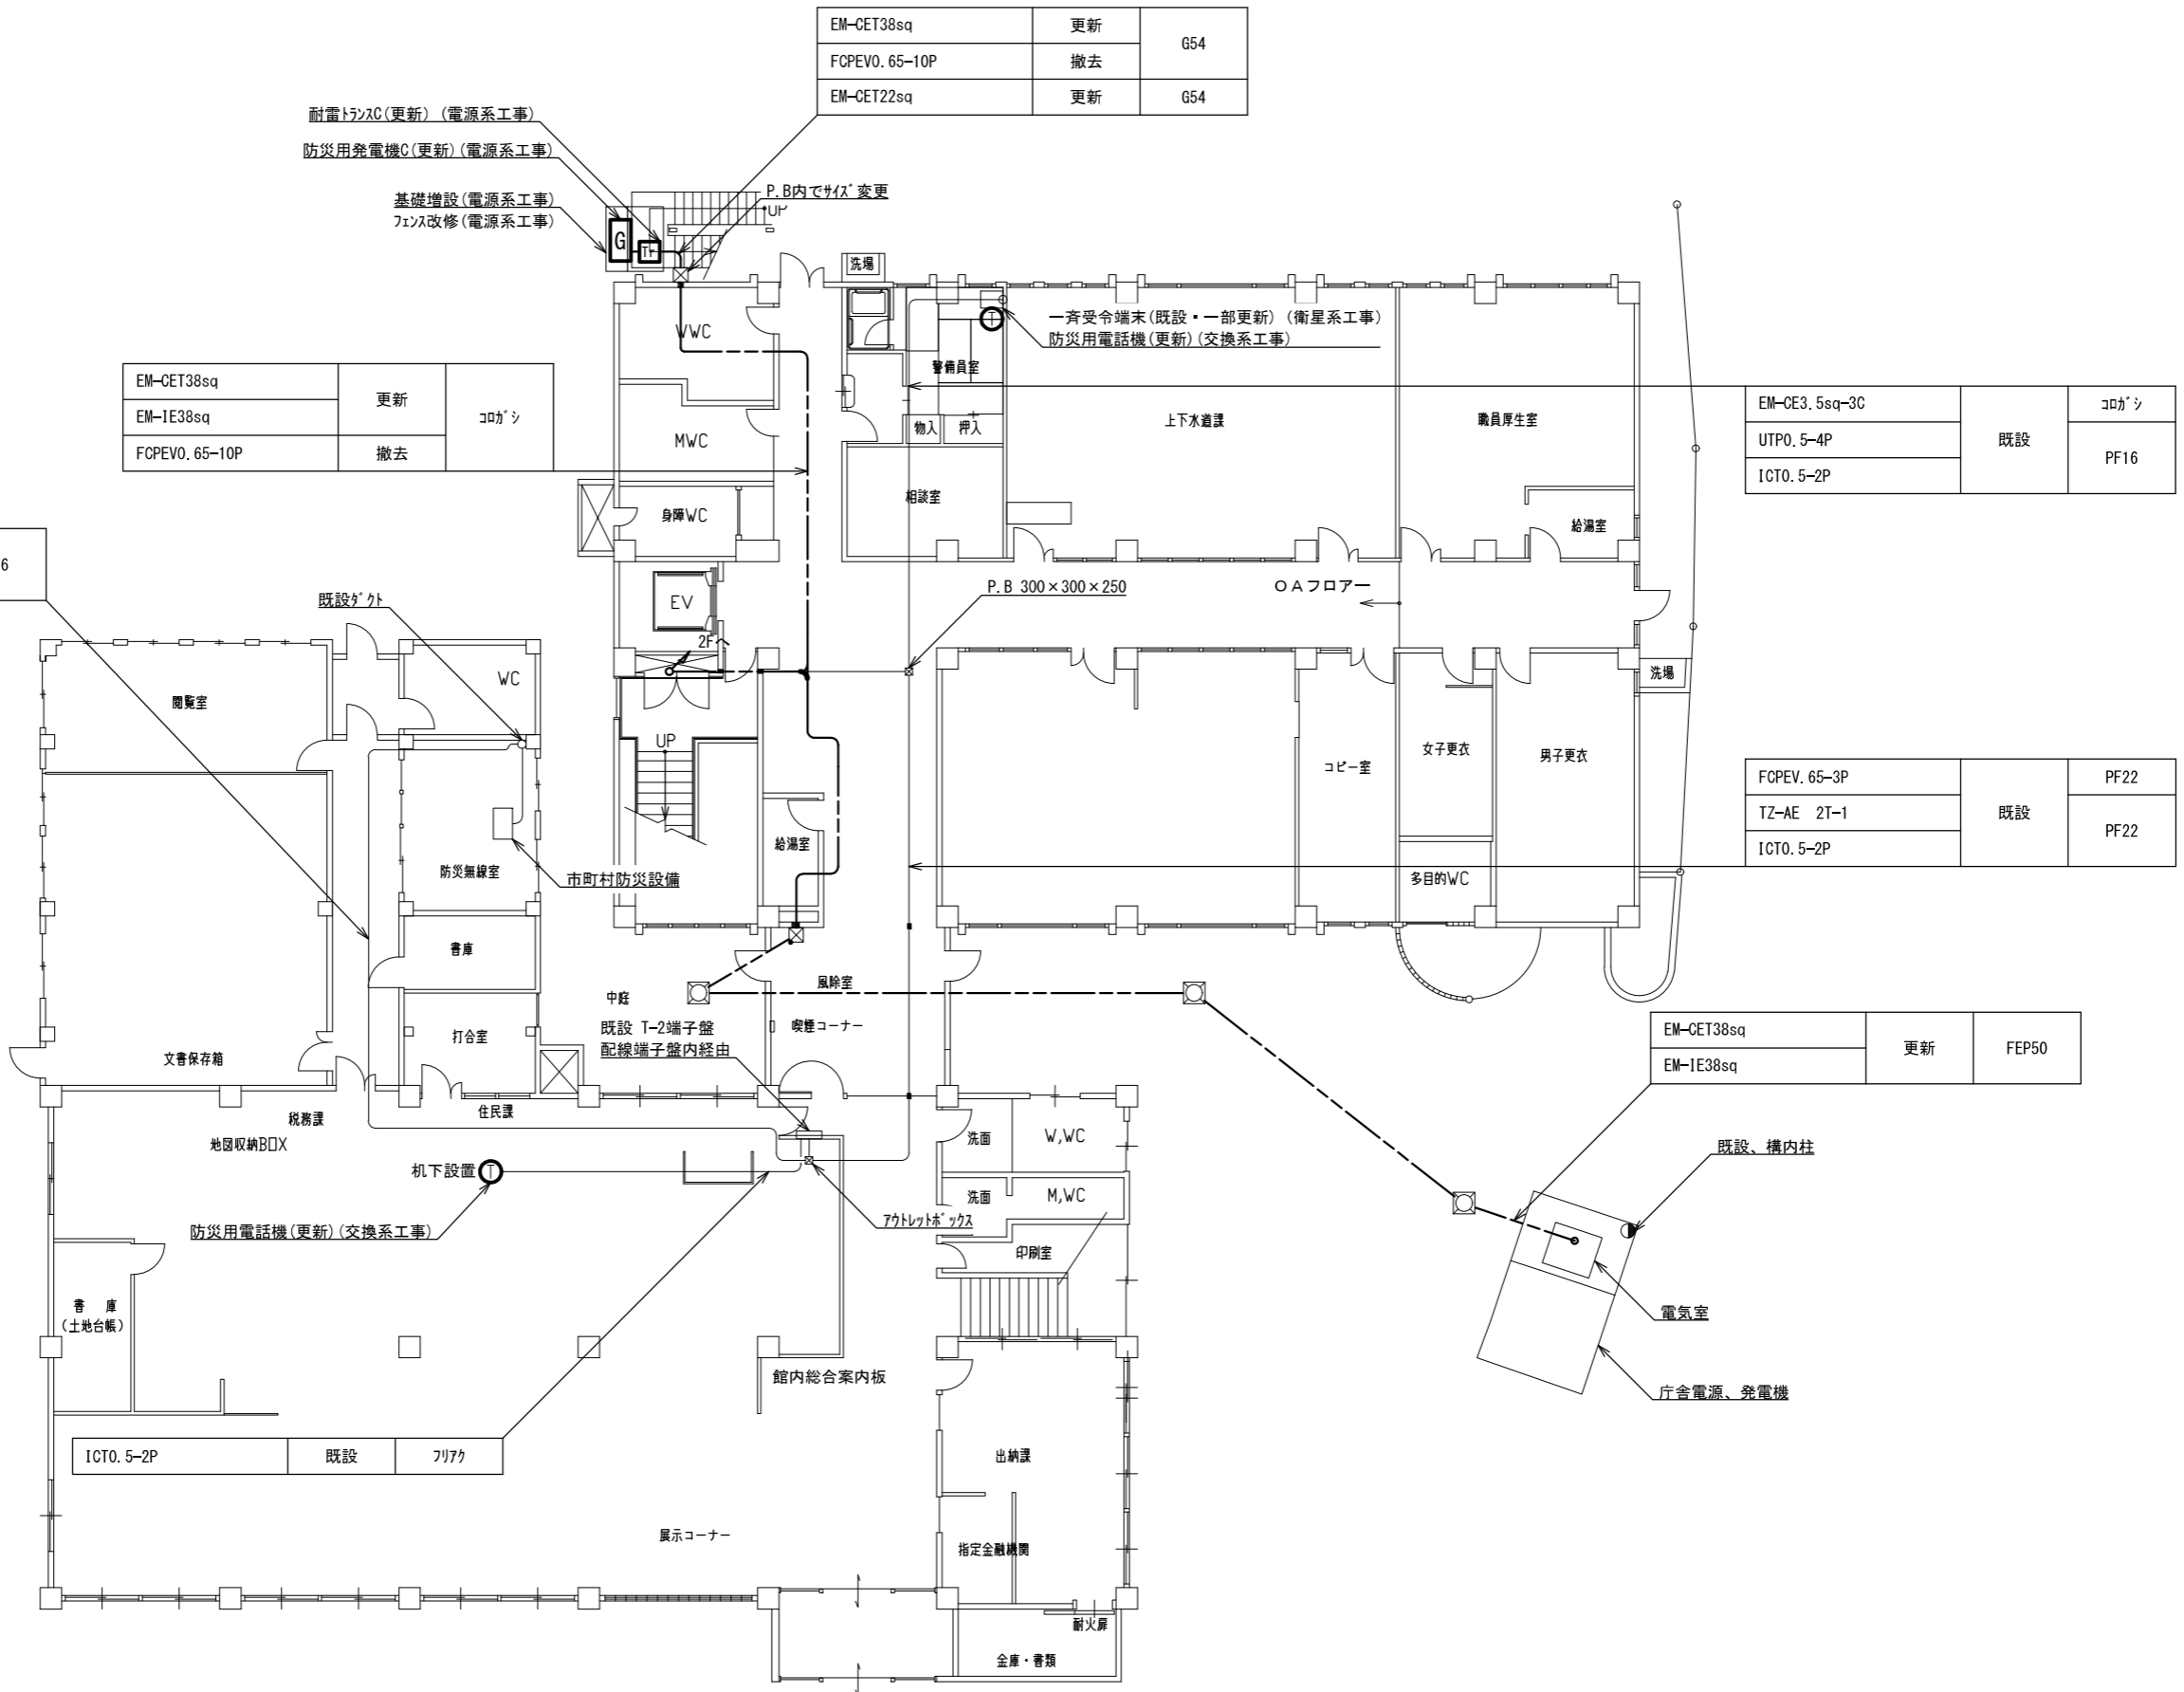 EM-CET38sq 更新 G54
FCPEV0.65-10P 撤去
EM-CET22sq 更新 G54
耐雷トランスC(更新)(電源系工事)
防災用発電機C(更新)(電源系工事)
基礎増設(電源系工事)
フェンス改修(電源系工事)
P.B内でサイズ変更
UP
G
Tr
洗場
WWC
T
一斉受令端末(既設・一部更新)(衛星系工事)
防災用電話機(更新)(交換系工事)
警備員室
EM-CET38sq 更新 コロガシ
EM-IE38sq
FCPEV0.65-10P 撤去
EM-CE3.5sq-3C 既設 コロガシ
UTP0.5-4P PF16
ICT0.5-2P
物入
押入
上下水道課
職員厚生室
MWC
相談室
身障WC
給湯室
6
既設ダクト
EV
P.B 300×300×250
OAフロアー
2Fへ
WC
閲覧室
洗場
UP
コピー室
女子更衣
男子更衣
FCPEV.65-3P 既設 PF22
TZ-AE 2T-1 PF22
ICT0.5-2P
給湯室
防災無線室
市町村防災設備
多目的WC
書庫
風除室
中庭
既設 T-2端子盤
配線端子盤内経由
喫煙コーナー
打合室
文書保存箱
EM-CET38sq 更新 FEP50
EM-IE38sq
税務課
住民課
地図収納BOX
洗面
W,WC
既設、構内柱
机下設置
T
洗面
M,WC
アウトレットボックス
防災用電話機(更新)(交換系工事)
印刷室
書 庫
(土地台帳)
電気室
館内総合案内板
庁舎電源、発電機
ICT0.5-2P 既設 フリアク
出納課
展示コーナー
指定金融機関
耐火扉
金庫・書類